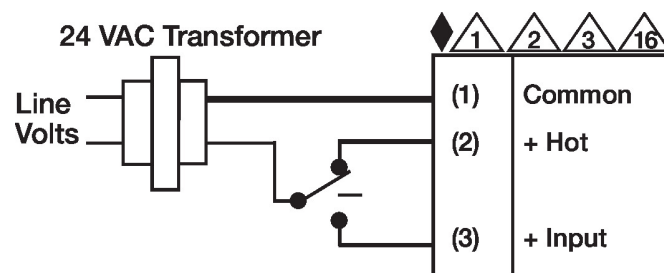 24 VAC Transformer
1 2 3 16
Line
Volts
(1) Common
(2) + Hot
(3) + Input